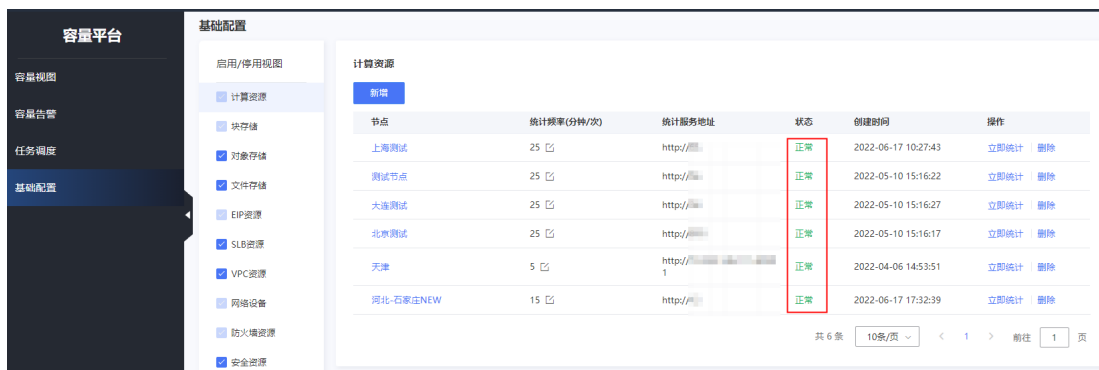 容量平台
容量视图
容量告警
任务调度
基础配置
基础配置
启用/停用视图
计算资源
块存储
对象存储
文件存储
EIP资源
SLB资源
VPC资源
网络设备
防火墙资源
安全资源
计算资源
新增
节点 统计频率(分钟/次) 统计服务地址 状态 创建时间 操作
上海测试 25 http:// 正常 2022-06-17 10:27:43 立即统计 删除
测试节点 25 http:// 正常 2022-05-10 15:16:22 立即统计 删除
大连测试 25 http:// 正常 2022-05-10 15:16:27 立即统计 删除
北京测试 25 http:// 正常 2022-05-10 15:16:17 立即统计 删除
天津 5 http:// 1 正常 2022-04-06 14:53:51 立即统计 删除
河北-石家庄NEW 15 http:// 正常 2022-06-17 17:32:39 立即统计 删除
共 6 条 10条/页 1 前往 1 页